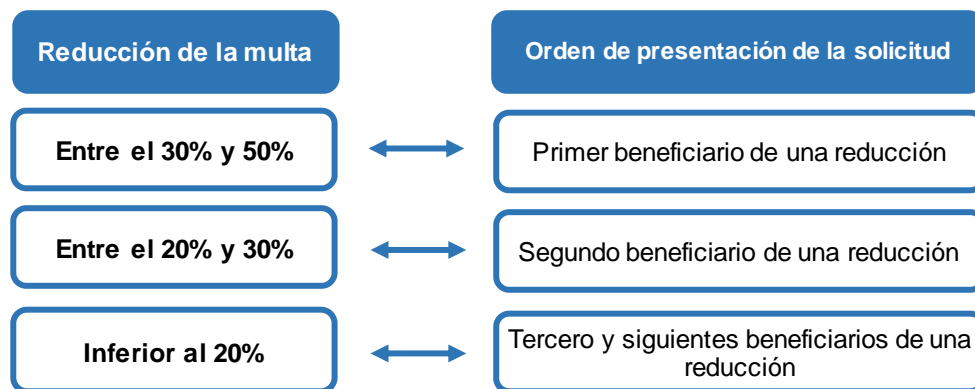 Reducción de la multa
Orden de presentación de la solicitud
Entre el 30% y 50%
Primer beneficiario de una reducción
Entre el 20% y 30%
Segundo beneficiario de una reducción
Inferior al 20%
Tercero y siguientes beneficiarios de una
reducción